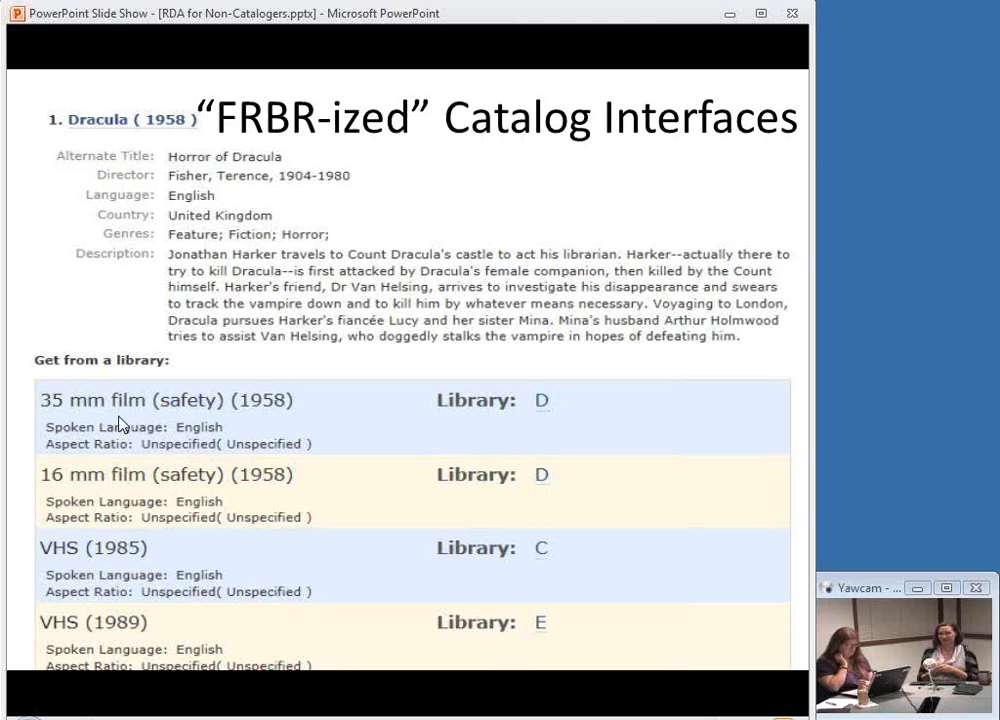 PowerPoint Slide Show - [RDA for Non-Catalogers.pptx] - Microsoft PowerPoint
“FRBR-ized” Catalog Interfaces
1. Dracula ( 1958 )
Alternate Title: Horror of Dracula
Director: Fisher, Terence, 1904-1980
Language: English
Country: United Kingdom
Genres: Feature; Fiction; Horror;
Description: Jonathan Harker travels to Count Dracula's castle to act his librarian. Harker--actually there to
try to kill Dracula--is first attacked by Dracula's female companion, then killed by the Count
himself. Harker's friend, Dr Van Helsing, arrives to investigate his disappearance and swears
to track the vampire down and to kill him by whatever means necessary. Voyaging to London,
Dracula pursues Harker's fiancée Lucy and her sister Mina. Mina's husband Arthur Holmwood
tries to assist Van Helsing, who doggedly stalks the vampire in hopes of defeating him.
Get from a library:
35 mm film (safety) (1958) Library: D
Spoken Language: English
Aspect Ratio: Unspecified( Unspecified )
16 mm film (safety) (1958) Library: D
Spoken Language: English
Aspect Ratio: Unspecified( Unspecified )
VHS (1985) Library: C
Spoken Language: English
Aspect Ratio: Unspecified( Unspecified )
VHS (1989) Library: E
Spoken Language: English
Aspect Ratio: Unspecified( Unspecified )
Yawcam - ...